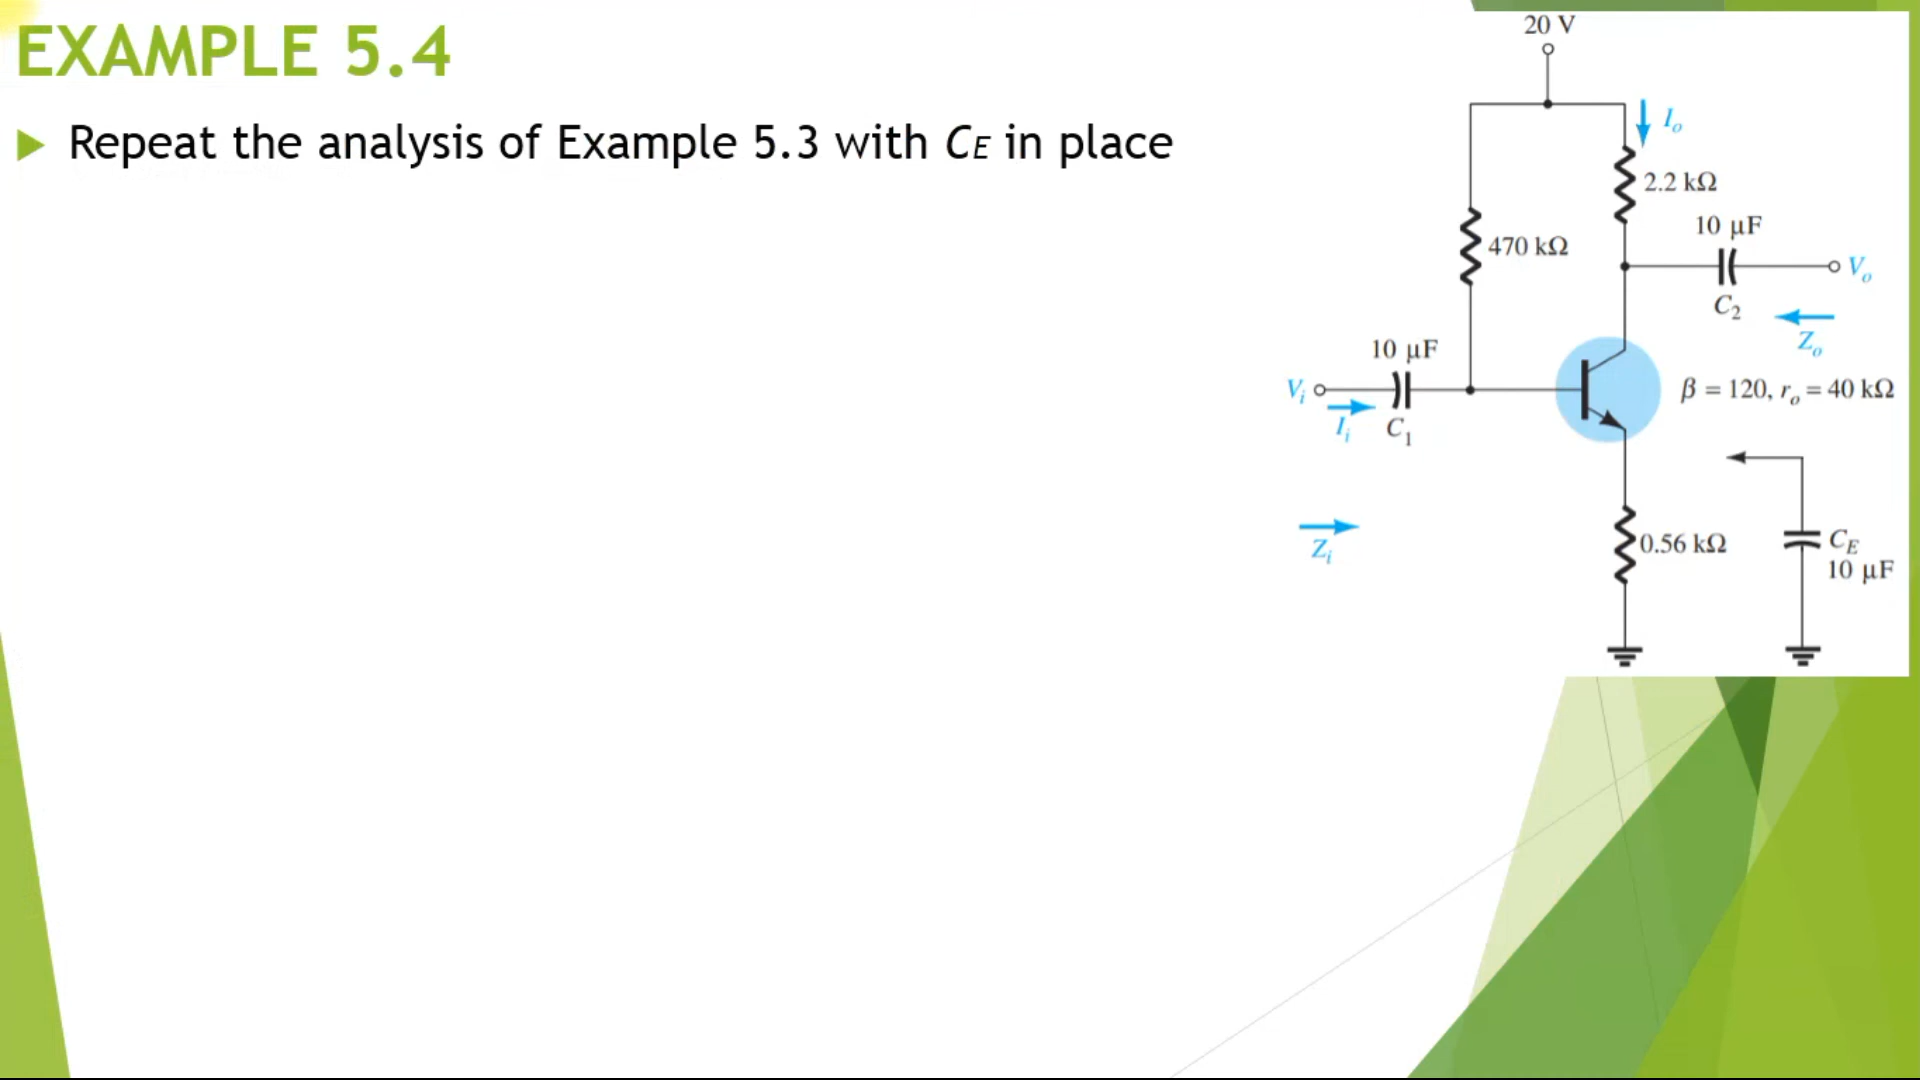 EXAMPLE 5.4
Repeat the analysis of Example 5.3 with CE in place
20 V
Io
2.2 kΩ
10 μF
470 kΩ
Vo
C2
Zo
10 μF
Vi
β = 120, ro = 40 kΩ
Ii
C1
0.56 kΩ
CE
10 μF
Zi